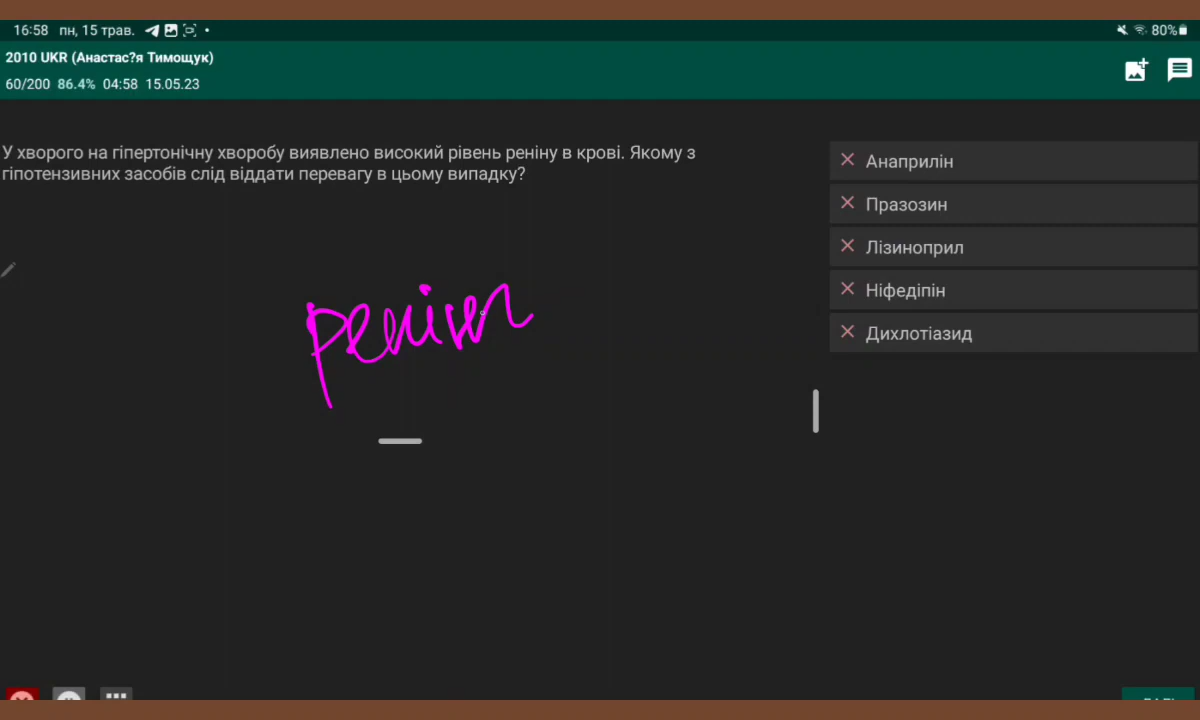 16:58 пн, 15 трав. 80%
2010 UKR (Анастас?я Тимощук)
60/200 86.4% 04:58 15.05.23
У хворого на гіпертонічну хворобу виявлено високий рівень реніну в крові. Якому з
гіпотензивних засобів слід віддати перевагу в цьому випадку?
Анаприлін
Празозин
Лізиноприл
Ніфедіпін
Дихлотіазид
ренін